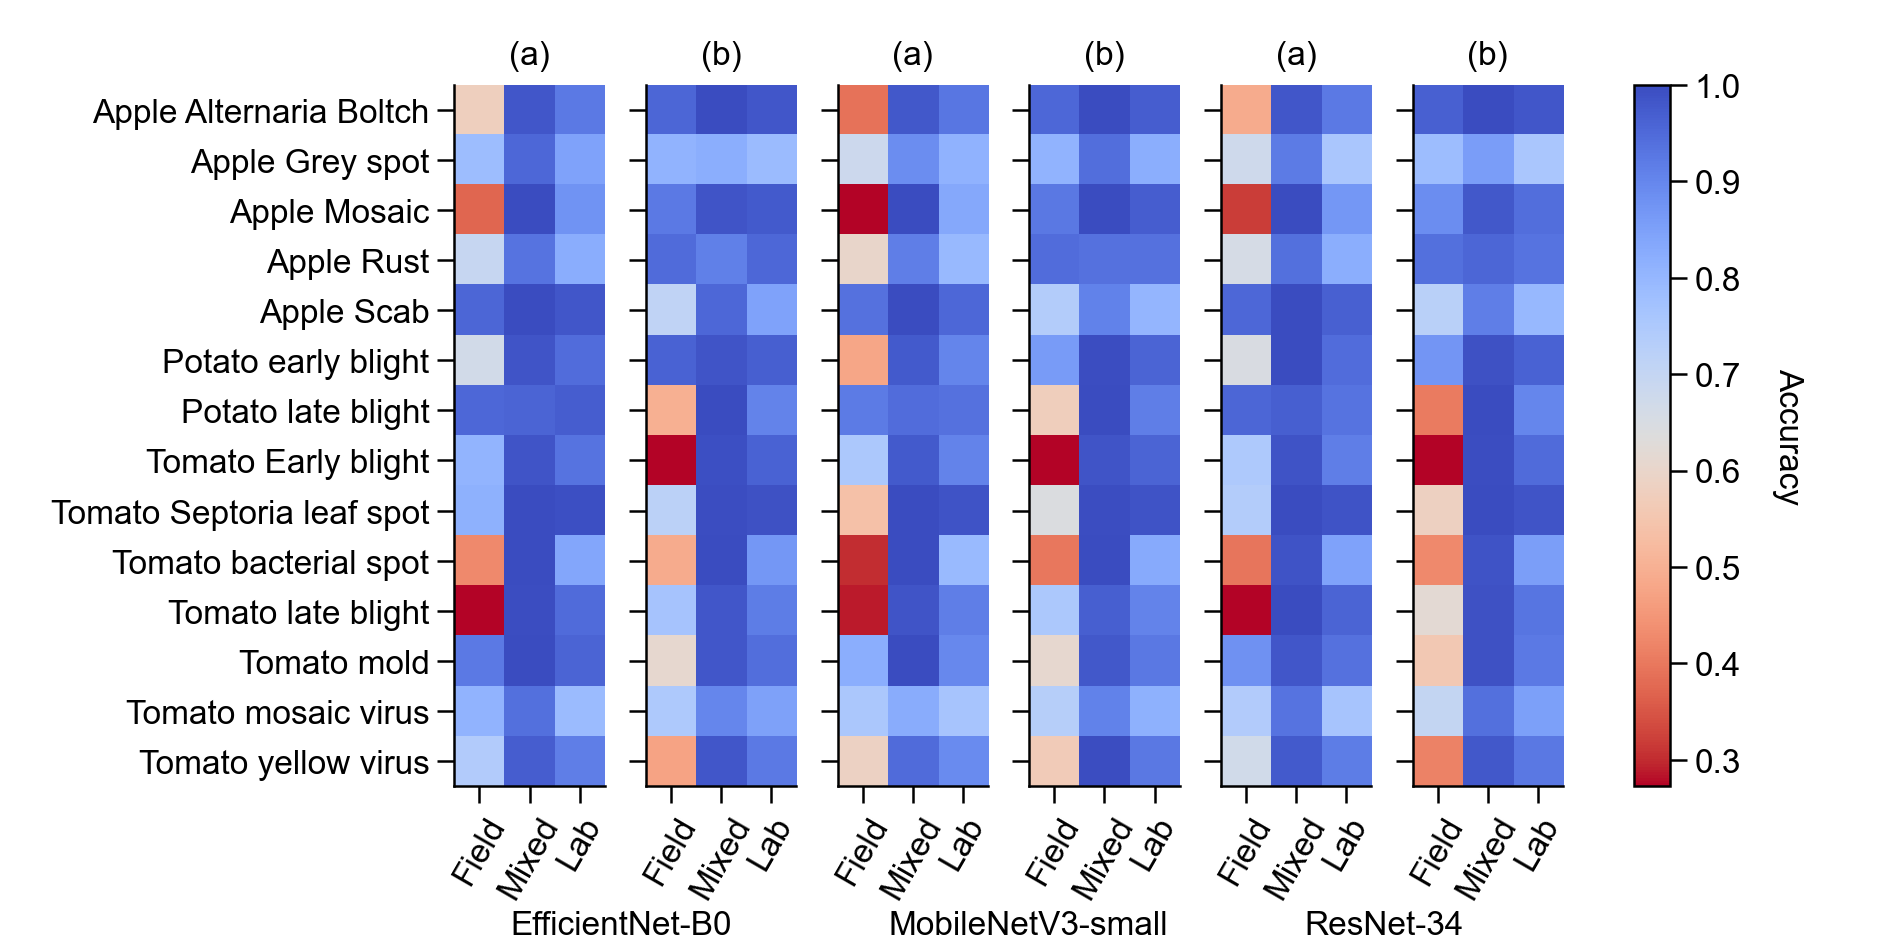 (a) (b) (a) (b) (a) (b)
Apple Alternaria Boltch
Apple Grey spot
Apple Mosaic
Apple Rust
Apple Scab
Potato early blight
Potato late blight
Tomato Early blight
Tomato Septoria leaf spot
Tomato bacterial spot
Tomato late blight
Tomato mold
Tomato mosaic virus
Tomato yellow virus
Field Mixed Lab Field Mixed Lab Field Mixed Lab Field Mixed Lab Field Mixed Lab Field Mixed Lab
EfficientNet-B0 MobileNetV3-small ResNet-34
1.0
0.9
0.8
0.7
0.6
0.5
0.4
0.3
Accuracy